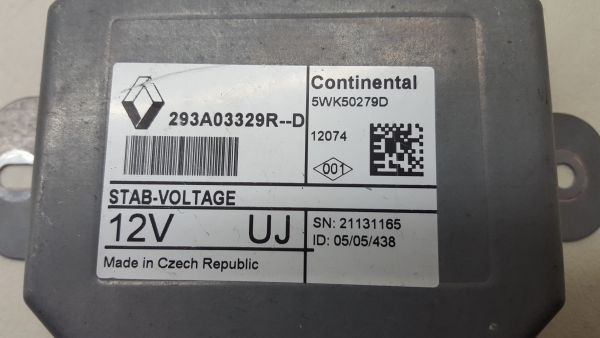 293A03329R--D
Continental
5WK50279D
12074
001
STAB-VOLTAGE
12V UJ
SN: 21131165
ID: 05/05/438
Made in Czech Republic